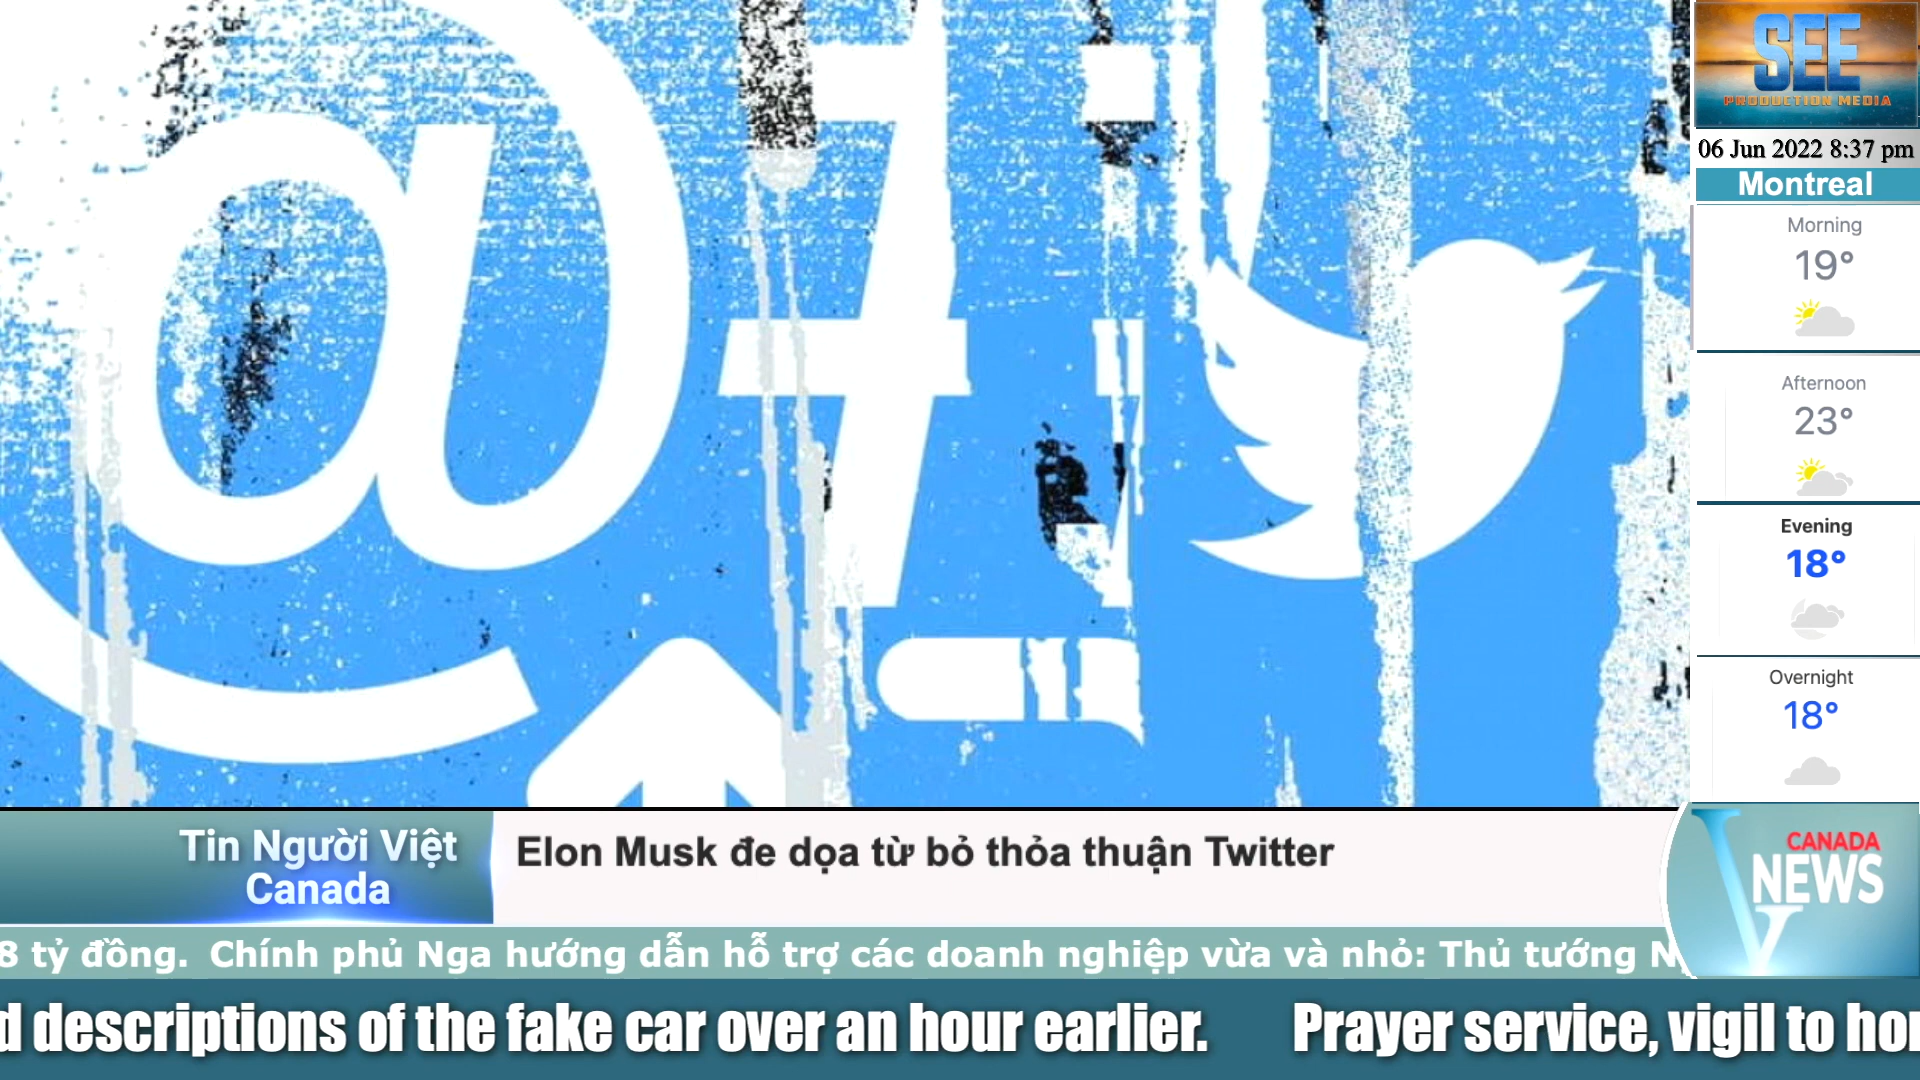 SEE
PRODUCTION MEDIA
06 Jun 2022 8:37 pm
Montreal
Morning
19°
Afternoon
23°
Evening
18°
Overnight
18°
@
Tin Người Việt
Canada
Elon Musk đe dọa từ bỏ thỏa thuận Twitter
CANADA
NEWS
V
8 tỷ đồng. Chính phủ Nga hướng dẫn hỗ trợ các doanh nghiệp vừa và nhỏ: Thủ tướng
d descriptions of the fake car over an hour earlier. Prayer service, vigil to